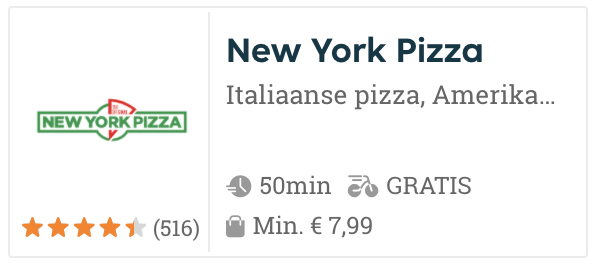 New York Pizza
Italiaanse pizza, Amerika...
NEW YORK PIZZA
50min GRATIS
(516)
Min. € 7,99